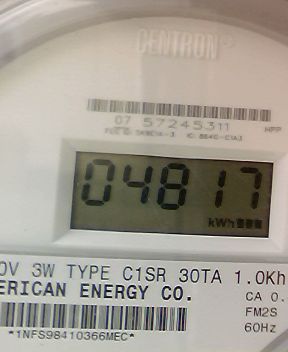 CENTRON®
07 57245311
04817
kWh
0V 3W TYPE C1SR 30TA 1.0Kh
ERICAN ENERGY CO.
CA 0.
FM2S
60Hz
*1NFS98410366MEC*